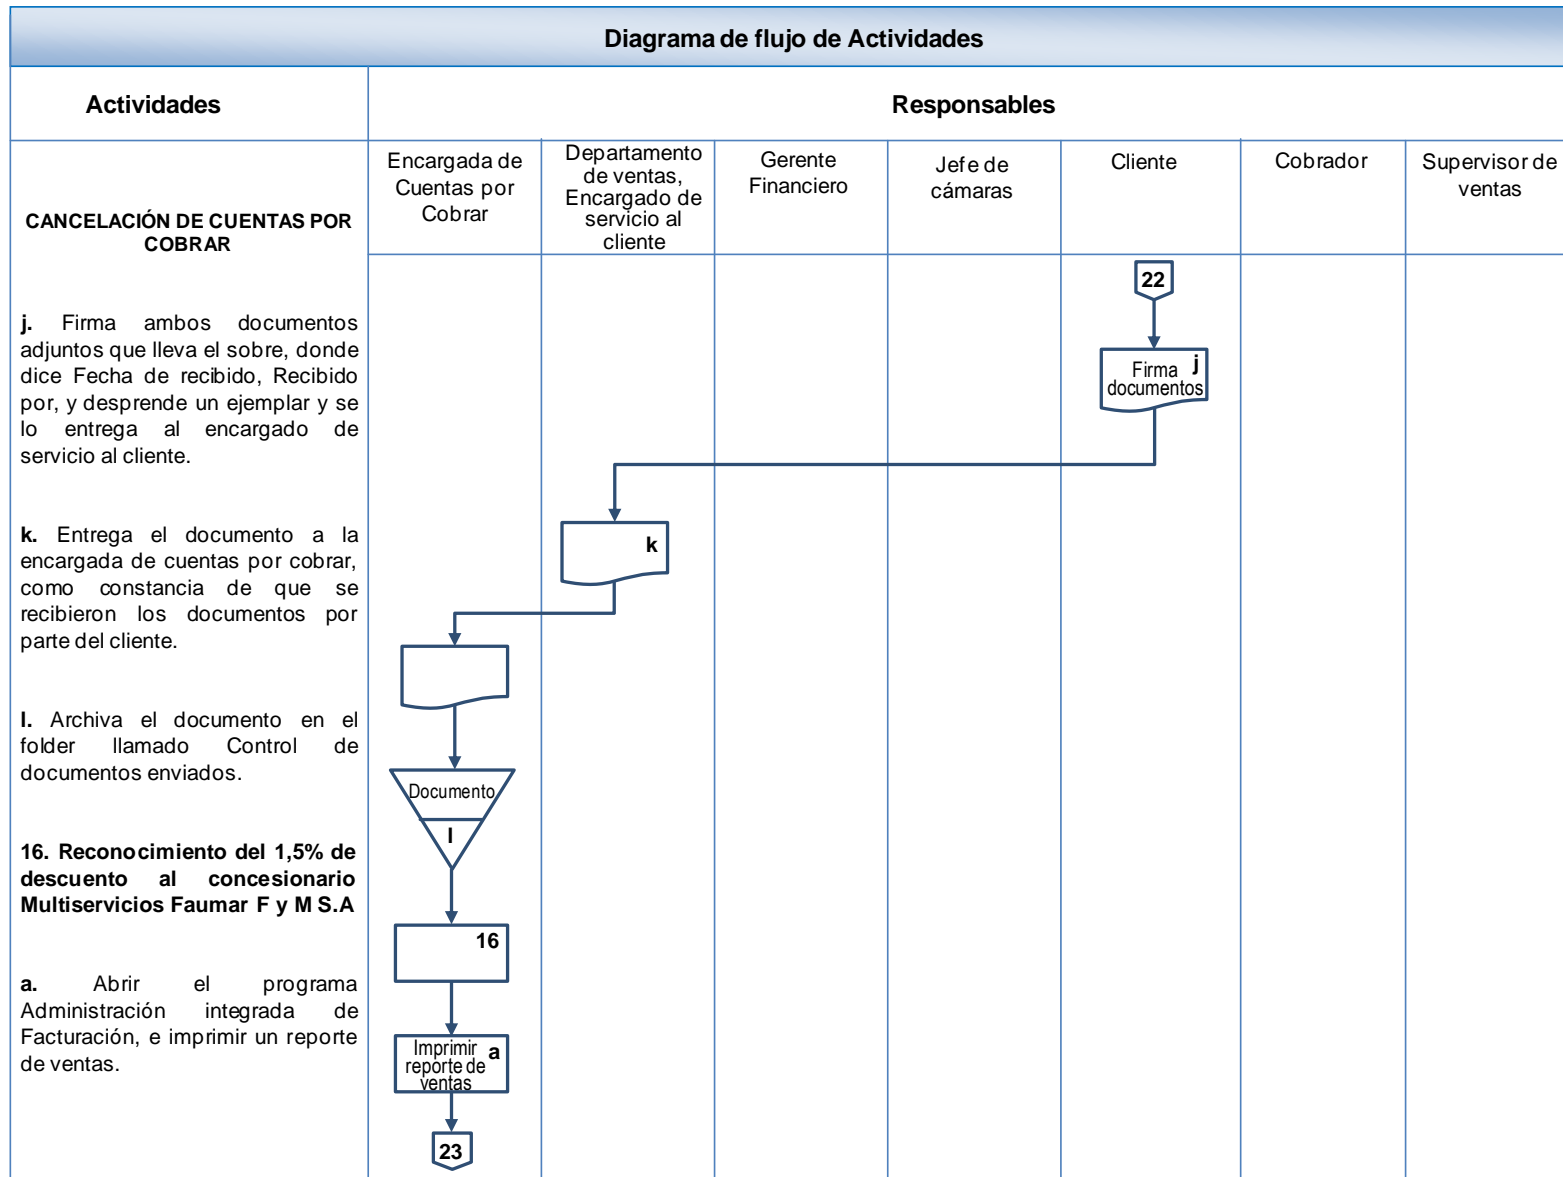 Diagrama de flujo de Actividades
Actividades
Responsables
CANCELACIÓN DE CUENTAS POR
COBRAR
Encargada de
Cuentas por
Cobrar
Departamento
de ventas,
Encargado de
servicio al
cliente
Gerente
Financiero
Jefe de
cámaras
Cliente
Cobrador
Supervisor de
ventas
j. Firma ambos documentos
adjuntos que lleva el sobre, donde
dice Fecha de recibido, Recibido
por, y desprende un ejemplar y se
lo entrega al encargado de
servicio al cliente.
k. Entrega el documento a la
encargada de cuentas por cobrar,
como constancia de que se
recibieron los documentos por
parte del cliente.
l. Archiva el documento en el
folder llamado Control de
documentos enviados.
16. Reconocimiento del 1,5% de
descuento al concesionario
Multiservicios Faumar F y M S.A
a. Abrir el programa
Administración integrada de
Facturación, e imprimir un reporte
de ventas.
22
Firma j
documentos
k
Documento
l
16
Imprimir a
reporte de
ventas
23